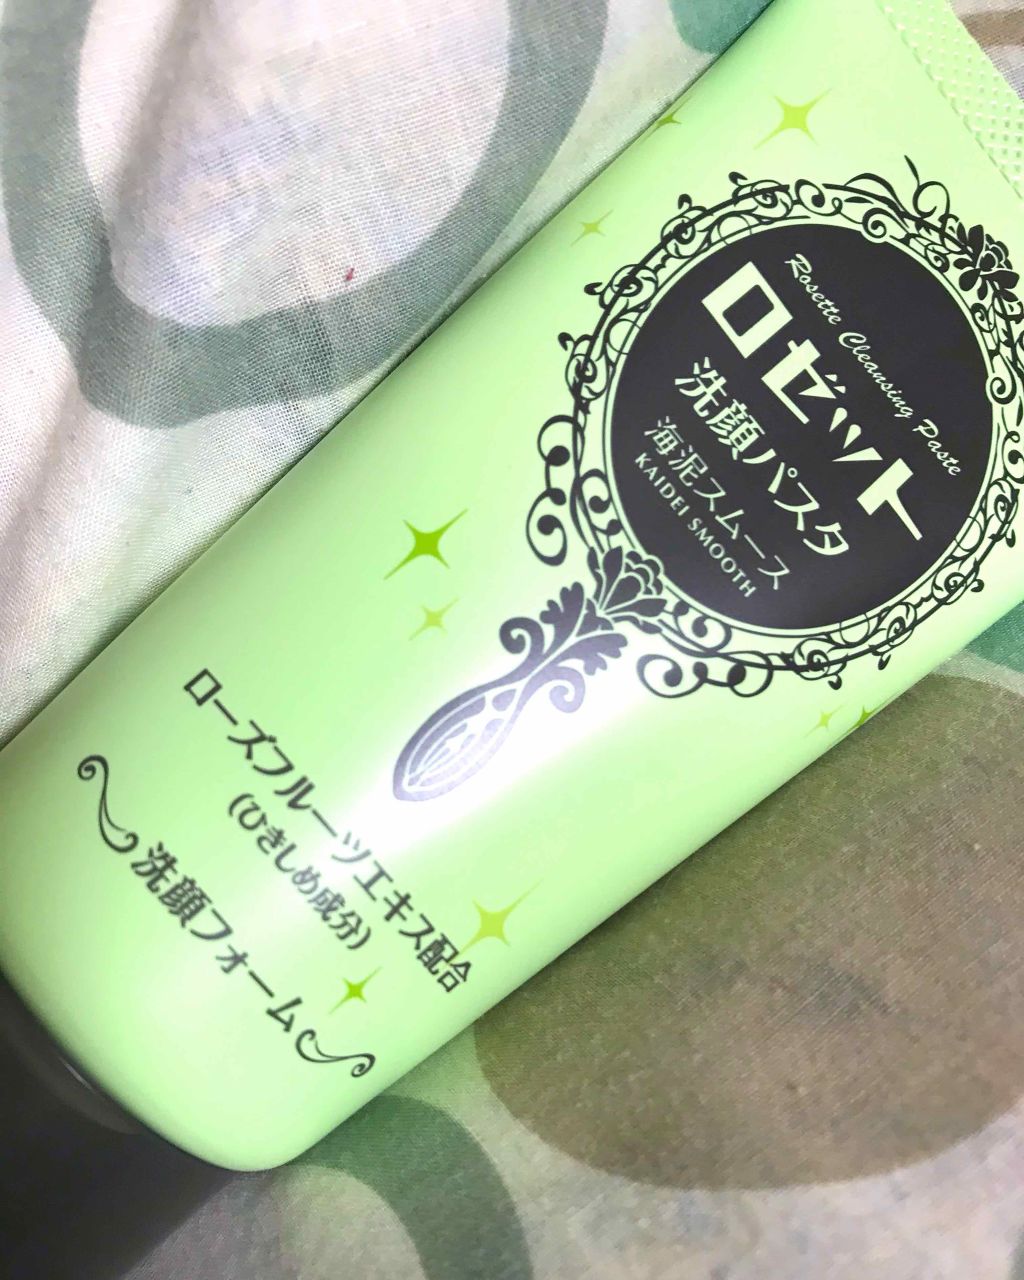 Rosette Cleansing Paste
ロゼット
洗顔パスタ
海泥スムース
KAIDEI SMOOTH
ローズフルーツエキス配合
(ひきしめ成分)
洗顔フォーム